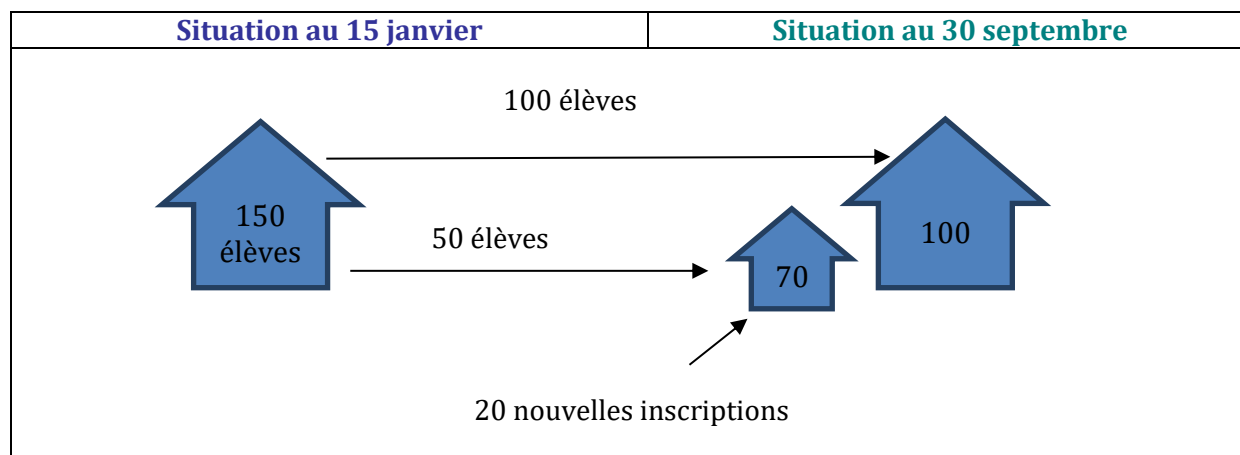 Situation au 15 janvier
Situation au 30 septembre
100 élèves
150
élèves
100
50 élèves
70
20 nouvelles inscriptions